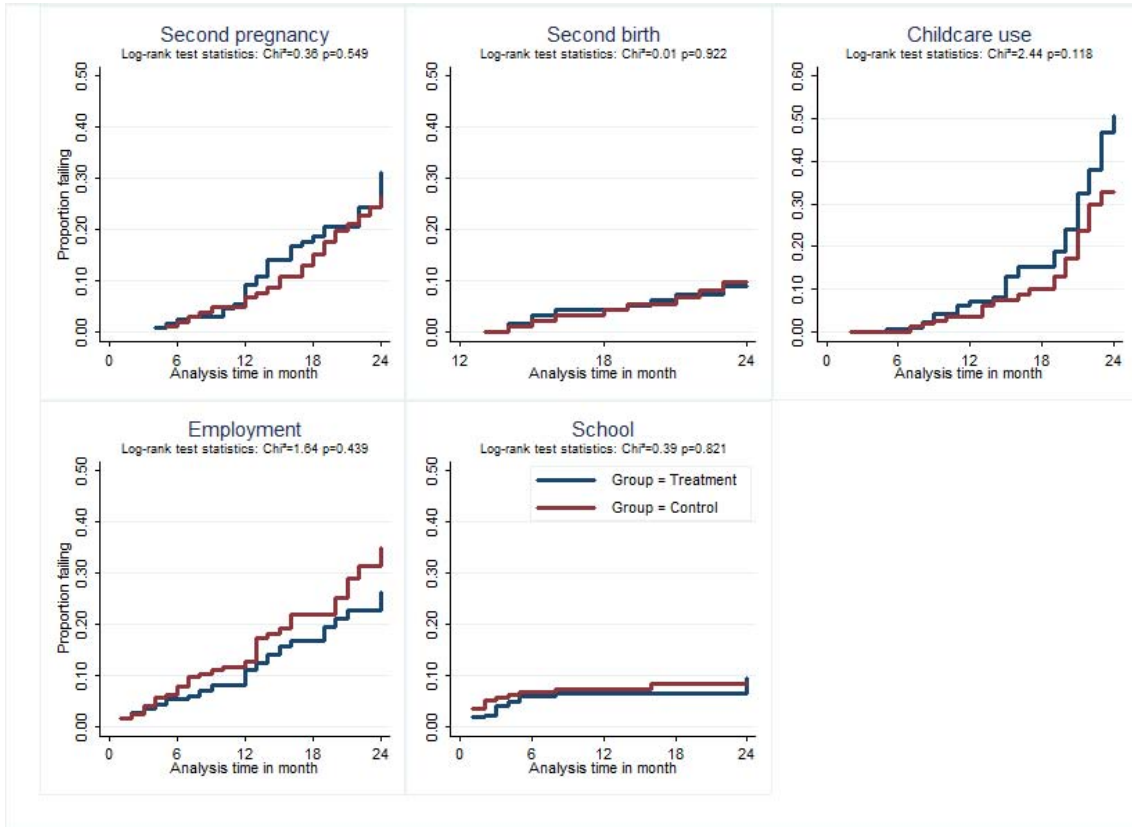 Second pregnancy
Log-rank test statistics: Chi²=0.36 p=0.549
Proportion failing
0.50
0.40
0.30
0.20
0.10
0.00
0 6 12 18 24
Analysis time in month
Second birth
Log-rank test statistics: Chi²=0.01 p=0.922
0.50
0.40
0.30
0.20
0.10
0.00
12 18 24
Analysis time in month
Childcare use
Log-rank test statistics: Chi²=2.44 p=0.118
0.60
0.50
0.40
0.30
0.20
0.10
0.00
0 6 12 18 24
Analysis time in month
Employment
Log-rank test statistics: Chi²=1.64 p=0.439
Proportion failing
0.50
0.40
0.30
0.20
0.10
0.00
0 6 12 18 24
Analysis time in month
School
Log-rank test statistics: Chi²=0.39 p=0.821
Group = Treatment
Group = Control
0.50
0.40
0.30
0.20
0.10
0.00
0 6 12 18 24
Analysis time in month